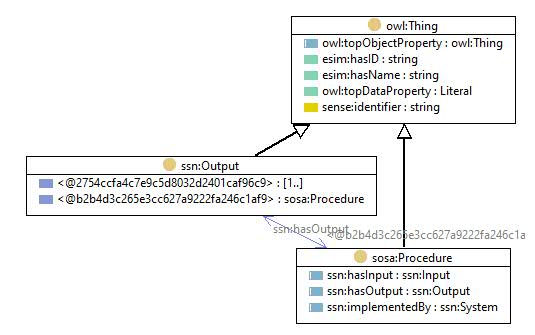 owl:Thing
owl:topObjectProperty : owl:Thing
esim:hasID : string
esim:hasName : string
owl:topDataProperty : Literal
sense:identifier : string
ssn:Output
<@2754ccfa4c7e9c5d8032d2401caf96c9> : [1..]
<@b2b4d3c265e3cc627a9222fa246c1af9> : sosa:Procedure
ssn:hasOutput
<@b2b4d3c265e3cc627a9222fa246c1a
sosa:Procedure
ssn:hasInput : ssn:Input
ssn:hasOutput : ssn:Output
ssn:implementedBy : ssn:System